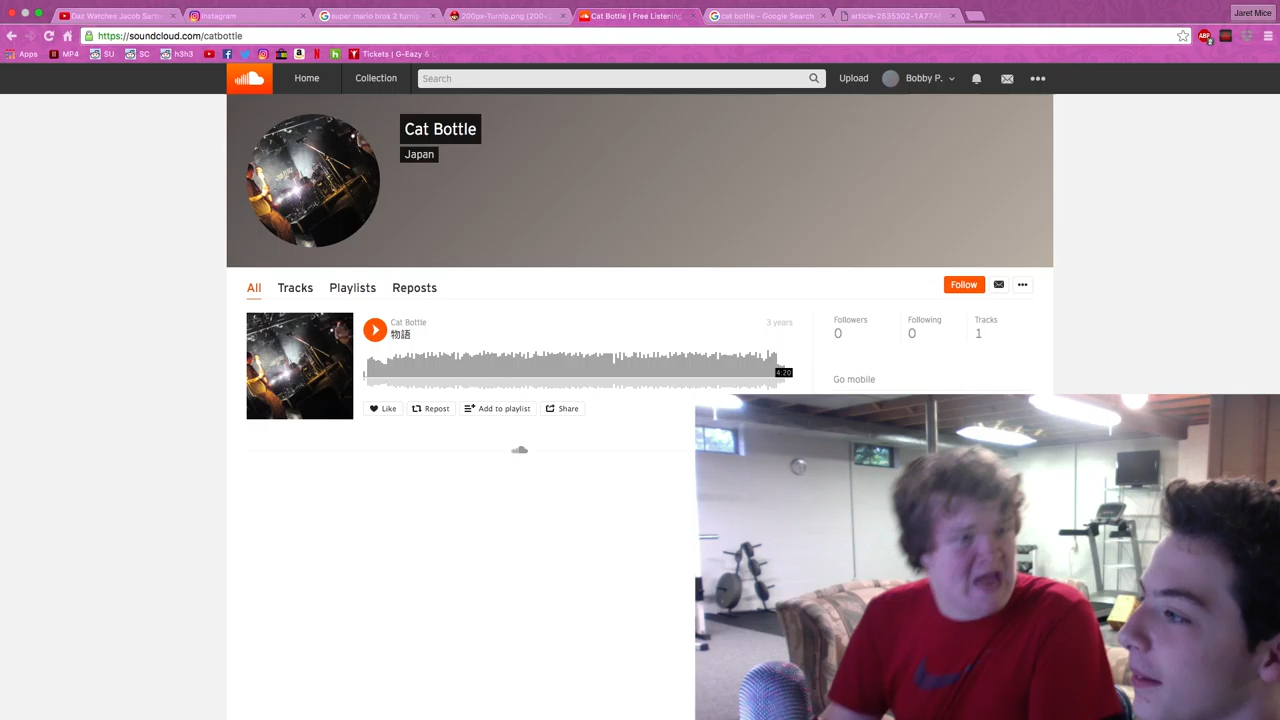 Daz Watches Jacob Sarto
Instagram
super mario bros 2 turnip
200px-Turnip.png (200×2
Cat Bottle | Free Listening
cat bottle - Google Search
Jaret Mice
https://soundcloud.com/catbottle
ABP
Apps
MP4
SU
SC
h3h3
Tickets | G-Eazy &
Home
Collection
Search
Upload
Bobby P.
Cat Bottle
Japan
All
Tracks
Playlists
Reposts
Follow
Cat Bottle
3 years
物語
4:20
Like
Repost
Add to playlist
Share
Followers
Following
Tracks
0
0
1
Go mobile